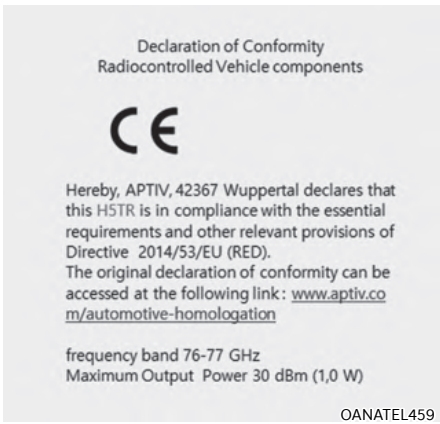 Declaration of Conformity
Radiocontrolled Vehicle components
CE
Hereby, APTIV, 42367 Wuppertal declares that
this H5TR is in compliance with the essential
requirements and other relevant provisions of
Directive 2014/53/EU (RED).
The original declaration of conformity can be
accessed at the following link: www.aptiv.co
m/automotive-homologation
frequency band 76-77 GHz
Maximum Output Power 30 dBm (1,0 W)
OANATEL459